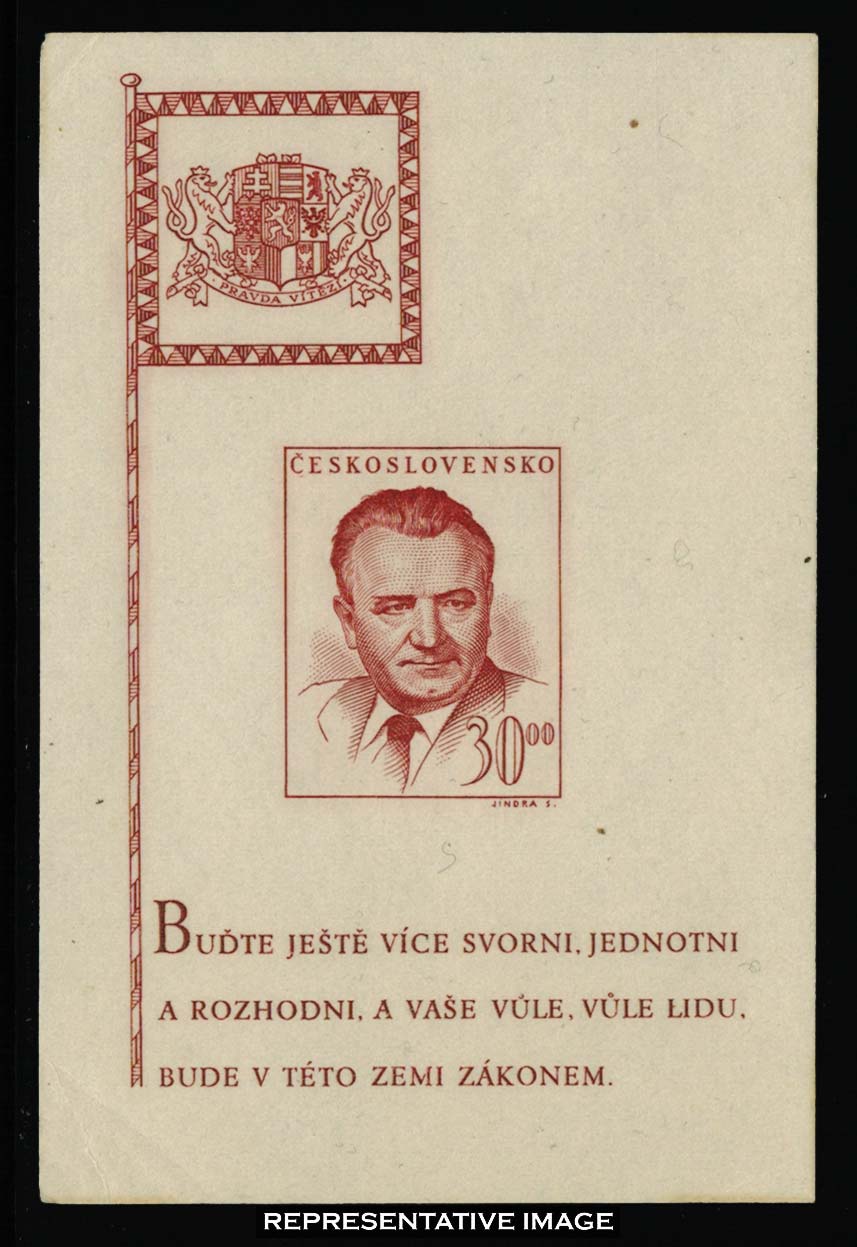 PRAVDA VÍTĚZÍ
ČESKOSLOVENSKO
30⁰⁰
JINDRA S.
BUĎTE JEŠTĚ VÍCE SVORNI, JEDNOTNI
A ROZHODNI, A VAŠE VŮLE, VŮLE LIDU,
BUDE V TÉTO ZEMI ZÁKONEM.
REPRESENTATIVE IMAGE